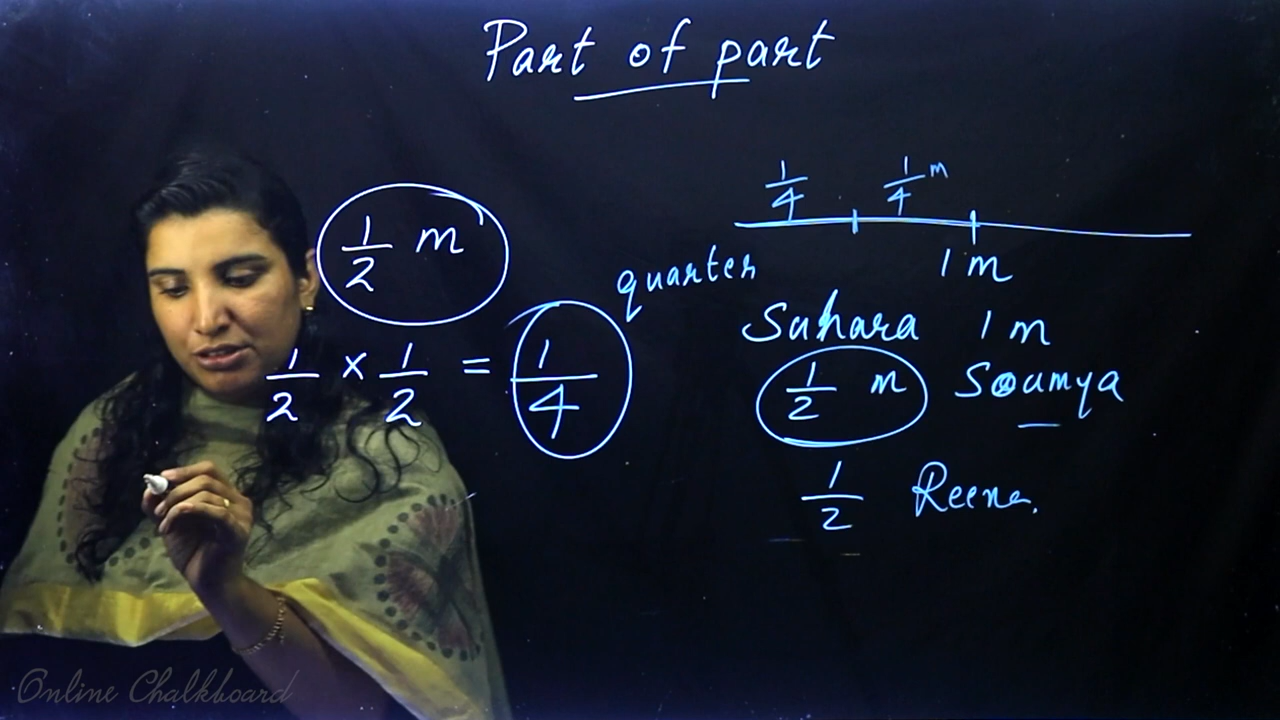 Part of part
1/4 1/4 m
1/2 m
quarter
1 m
Sahara 1 m
1/2 × 1/2 = 1/4
1/2 m Soumya
1/2 Reena.
Online Chalkboard